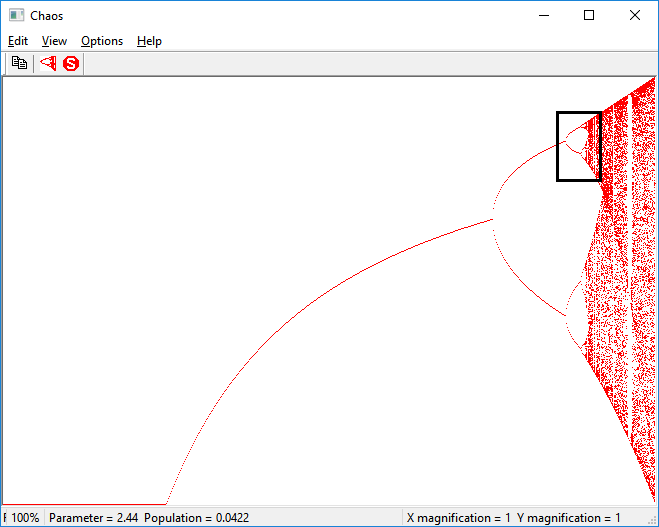 Chaos
Edit View Options Help
S
F 100% Parameter = 2.44 Population = 0.0422 X magnification = 1 Y magnification = 1